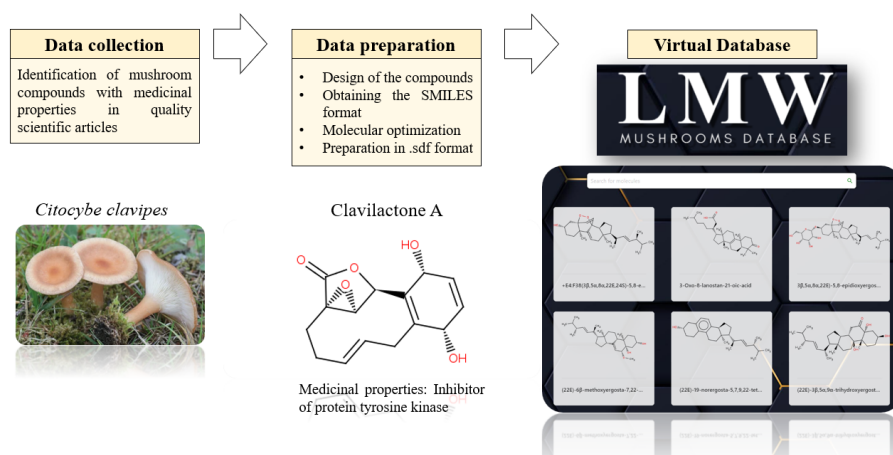 Data collection
Identification of mushroom
compounds with medicinal
properties in quality
scientific articles
Data preparation
• Design of the compounds
• Obtaining the SMILES
format
• Molecular optimization
• Preparation in .sdf format
Virtual Database
LMW
MUSHROOMS DATABASE
Search for molecules
Citocybe clavipes
Clavilactone A
HO
O
O
O
OH
Medicinal properties: Inhibitor
of protein tyrosine kinase
OH
3-Oxo-8-lanostan-21-oic-acid
(22E)-6β-methoxyergosta-7,22-...
(22E)-19-norergosta-5,7,9,22-tet...
(22E)-3β,5α,9α-trihydroxyergost...